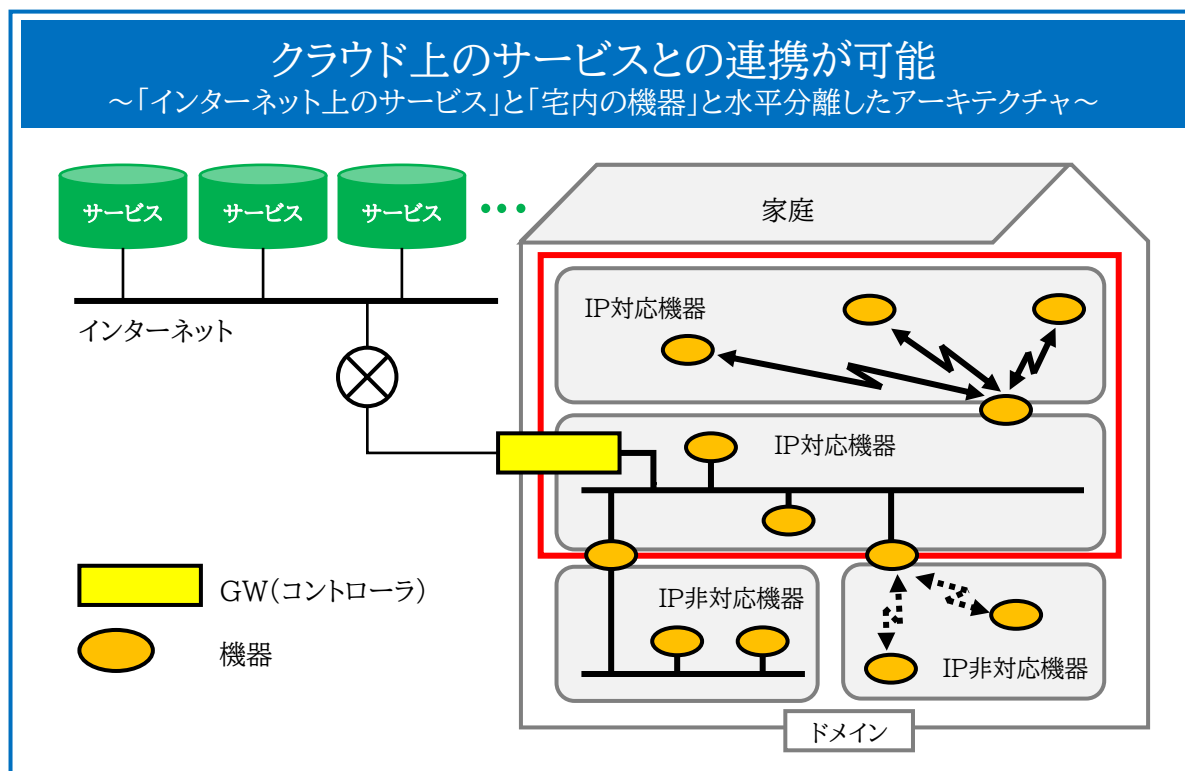 クラウド上のサービスとの連携が可能
～「インターネット上のサービス」と「宅内の機器」と水平分離したアーキテクチャ～
サービス
サービス
サービス
•••
家庭
IP対応機器
インターネット
IP対応機器
GW(コントローラ)
機器
IP非対応機器
IP非対応機器
ドメイン